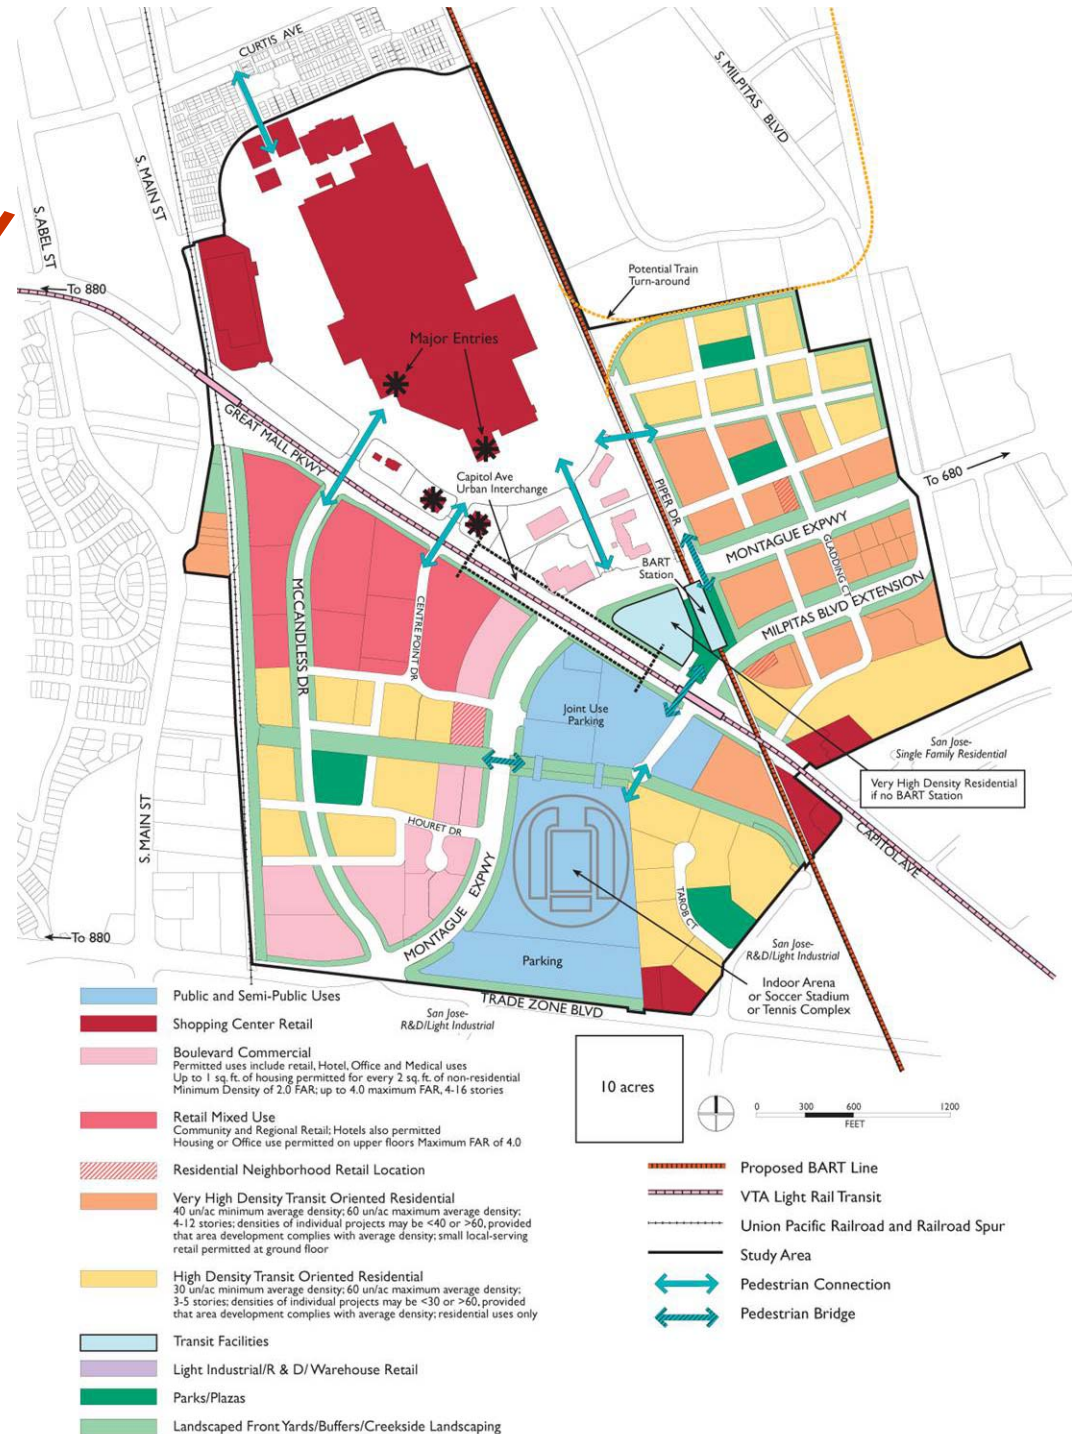 CURTIS AVE
S. MILPITAS BLVD
S. MAIN ST
S. ABEL ST
To 880
Potential Train
Turn-around
Major Entries
GREAT MALL PKWY
Capitol Ave
Urban Interchange
To 680
PIPER DR
MONTAGUE EXPWY
GLADDING CT
BART
Station
MILPITAS BLVD EXTENSION
MCCANDLESS DR
CENTRE POINT DR
Joint Use
Parking
San Jose-
Single Family Residential
Very High Density Residential
if no BART Station
S. MAIN ST
HOURET DR
CAPITOL AVE
MONTAGUE EXPWY
TAROB CT
To 880
Parking
San Jose-
R&D/Light Industrial
Indoor Arena
or Soccer Stadium
or Tennis Complex
TRADE ZONE BLVD
San Jose-
R&D/Light Industrial
Public and Semi-Public Uses
Shopping Center Retail
Boulevard Commercial
Permitted uses include retail, Hotel, Office and Medical uses
Up to 1 sq. ft. of housing permitted for every 2 sq. ft. of non-residential
Minimum Density of 2.0 FAR; up to 4.0 maximum FAR, 4-16 stories
Retail Mixed Use
Community and Regional Retail; Hotels also permitted
Housing or Office use permitted on upper floors Maximum FAR of 4.0
Residential Neighborhood Retail Location
Very High Density Transit Oriented Residential
40 un/ac minimum average density; 60 un/ac maximum average density;
4-12 stories; densities of individual projects may be <40 or >60, provided
that area development complies with average density; small local-serving
retail permitted at ground floor
High Density Transit Oriented Residential
30 un/ac minimum average density; 60 un/ac maximum average density;
3-5 stories; densities of individual projects may be <30 or >60, provided
that area development complies with average density; residential uses only
Transit Facilities
Light Industrial/R & D/ Warehouse Retail
Parks/Plazas
Landscaped Front Yards/Buffers/Creekside Landscaping
10 acres
0 300 600 1200
FEET
Proposed BART Line
VTA Light Rail Transit
Union Pacific Railroad and Railroad Spur
Study Area
Pedestrian Connection
Pedestrian Bridge